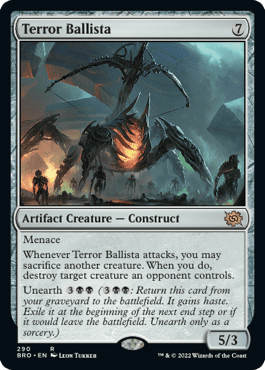 Terror Ballista 7
Artifact Creature — Construct
Menace
Whenever Terror Ballista attacks, you may
sacrifice another creature. When you do,
destroy target creature an opponent controls.
Unearth 3 (3: Return this card from
your graveyard to the battlefield. It gains haste.
Exile it at the beginning of the next end step or if
it would leave the battlefield. Unearth only as a
sorcery.)
5/3
290 R
BRO • EN Leon Tukker ™ & © 2022 Wizards of the Coast